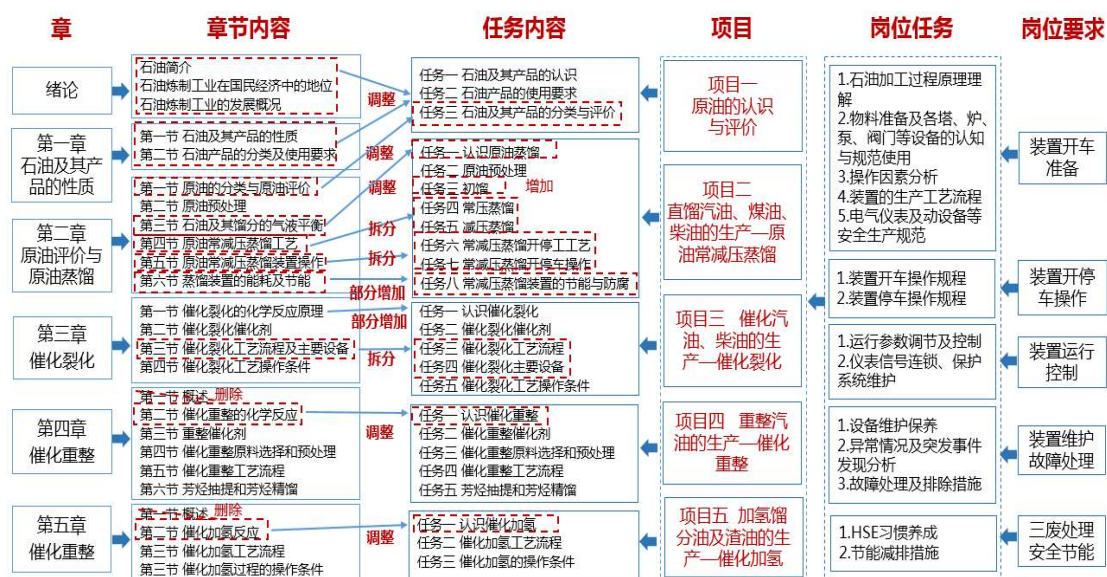 章
章节内容
任务内容
项目
岗位任务
岗位要求
绪论
石油简介
石油炼制工业在国民经济中的地位
石油炼制工业的发展概况
调整
任务一 石油及其产品的认识
任务二 石油产品的使用要求
任务三 石油及其产品的分类与评价
项目一
原油的认识
与评价
第一章
石油及其产
品的性质
第一节 石油及其产品的性质
第二节 石油产品的分类及使用要求
调整
第二章
原油评价与
原油蒸馏
第一节 原油的分类与原油评价
第二节 原油预处理
第三节 石油及其馏分的气液平衡
第四节 原油常减压蒸馏工艺
第五节 原油常减压蒸馏装置操作
第六节 蒸馏装置的能耗及节能
调整
拆分
拆分
部分增加
任务一 认识原油蒸馏
任务二 原油预处理
任务三 初馏
增加
任务四 常压蒸馏
任务五 减压蒸馏
任务六 常减压蒸馏开停工工艺
任务七 常减压蒸馏开停车操作
任务八 常减压蒸馏装置的节能与防腐
项目二
直馏汽油、煤油、
柴油的生产—原
油常减压蒸馏
第三章
催化裂化
第一节 催化裂化的化学反应原理
第二节 催化裂化催化剂
第三节 催化裂化工艺流程及主要设备
第四节 催化裂化工艺操作条件
部分增加
拆分
任务一 认识催化裂化
任务二 催化裂化催化剂
任务三 催化裂化工艺流程
任务四 催化裂化主要设备
任务五 催化裂化工艺操作条件
项目三 催化汽
油、柴油的生
产—催化裂化
第四章
催化重整
第一节 概述 删除
第二节 催化重整的化学反应
第三节 重整催化剂
第四节 催化重整原料选择和预处理
第五节 催化重整工艺流程
第六节 芳烃抽提和芳烃精馏
调整
任务一 认识催化重整
任务二 催化重整催化剂
任务三 催化重整原料选择和预处理
任务四 催化重整工艺流程
任务五 芳烃抽提和芳烃精馏
项目四 重整汽
油的生产—催化
重整
第五章
催化重整
第一节 概述 删除
第二节 催化加氢反应
第三节 催化加氢工艺流程
第三节 催化加氢过程的操作条件
调整
任务一 认识催化加氢
任务二 催化加氢工艺流程
任务三 催化加氢的操作条件
项目五 加氢馏
分油及渣油的生
产—催化加氢
1.石油加工过程原理理
解
2.物料准备及各塔、炉、
泵、阀门等设备的认知
与规范使用
3.操作因素分析
4.装置的生产工艺流程
5.电气仪表及动设备等
安全生产规范
装置开车
准备
1.装置开车操作规程
2.装置停车操作规程
装置开停
车操作
1.运行参数调节及控制
2.仪表信号连锁、保护
系统维护
装置运行
控制
1.设备维护保养
2.异常情况及突发事件
发现分析
3.故障处理及排除措施
装置维护
故障处理
1.HSE习惯养成
2.节能减排措施
三废处理
安全节能